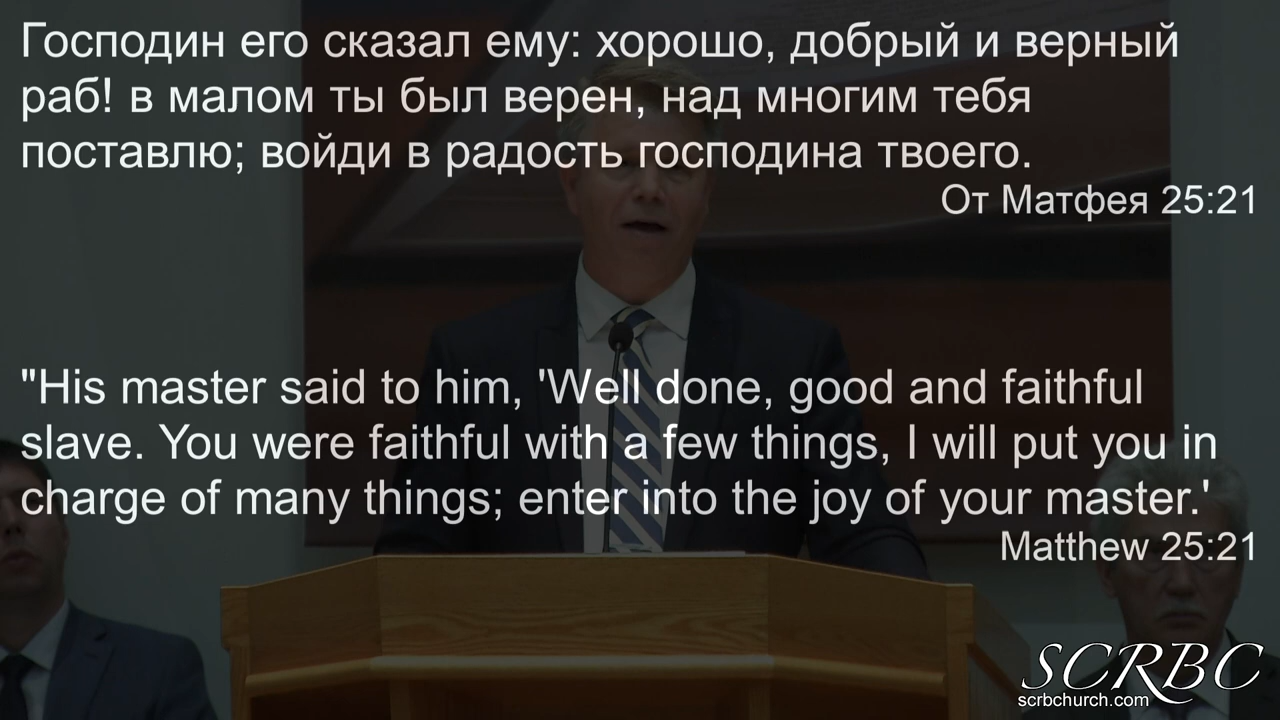 Господин его сказал ему: хорошо, добрый и верный
раб! в малом ты был верен, над многим тебя
поставлю; войди в радость господина твоего.
От Матфея 25:21
"His master said to him, 'Well done, good and faithful
slave. You were faithful with a few things, I will put you in
charge of many things; enter into the joy of your master.'
Matthew 25:21
SCRBC
scrbchurch.com